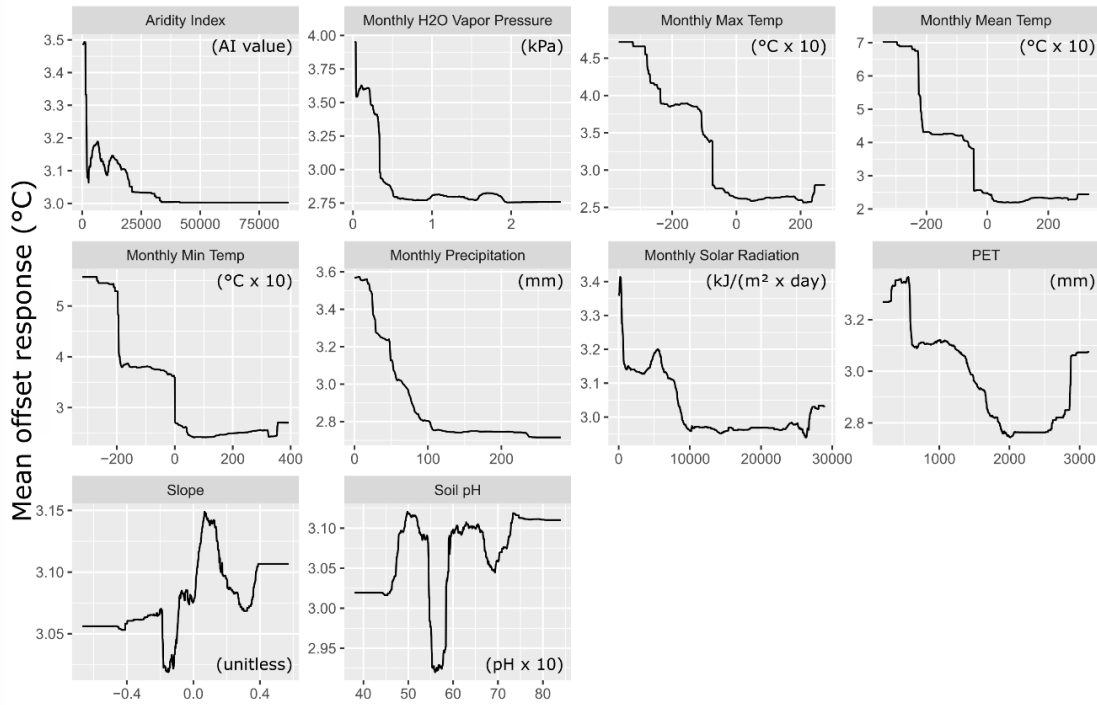 Mean offset response (°C)
Aridity Index
(AI value)
3.5
3.4
3.3
3.2
3.1
3.0
0 25000 50000 75000
Monthly H2O Vapor Pressure
(kPa)
4.00
3.75
3.50
3.25
3.00
2.75
0 1 2
Monthly Max Temp
(°C x 10)
4.5
4.0
3.5
3.0
2.5
−200 0 200
Monthly Mean Temp
(°C x 10)
7
6
5
4
3
2
−200 0 200
Monthly Min Temp
(°C x 10)
5
4
3
−200 0 200 400
Monthly Precipitation
(mm)
3.6
3.4
3.2
3.0
2.8
0 100 200
Monthly Solar Radiation
(kJ/(m² x day)
3.4
3.3
3.2
3.1
3.0
0 10000 20000 30000
PET
(mm)
3.2
3.0
2.8
1000 2000 3000
Slope
(unitless)
3.15
3.10
3.05
−0.4 0.0 0.4
Soil pH
(pH x 10)
3.10
3.05
3.00
2.95
40 50 60 70 80